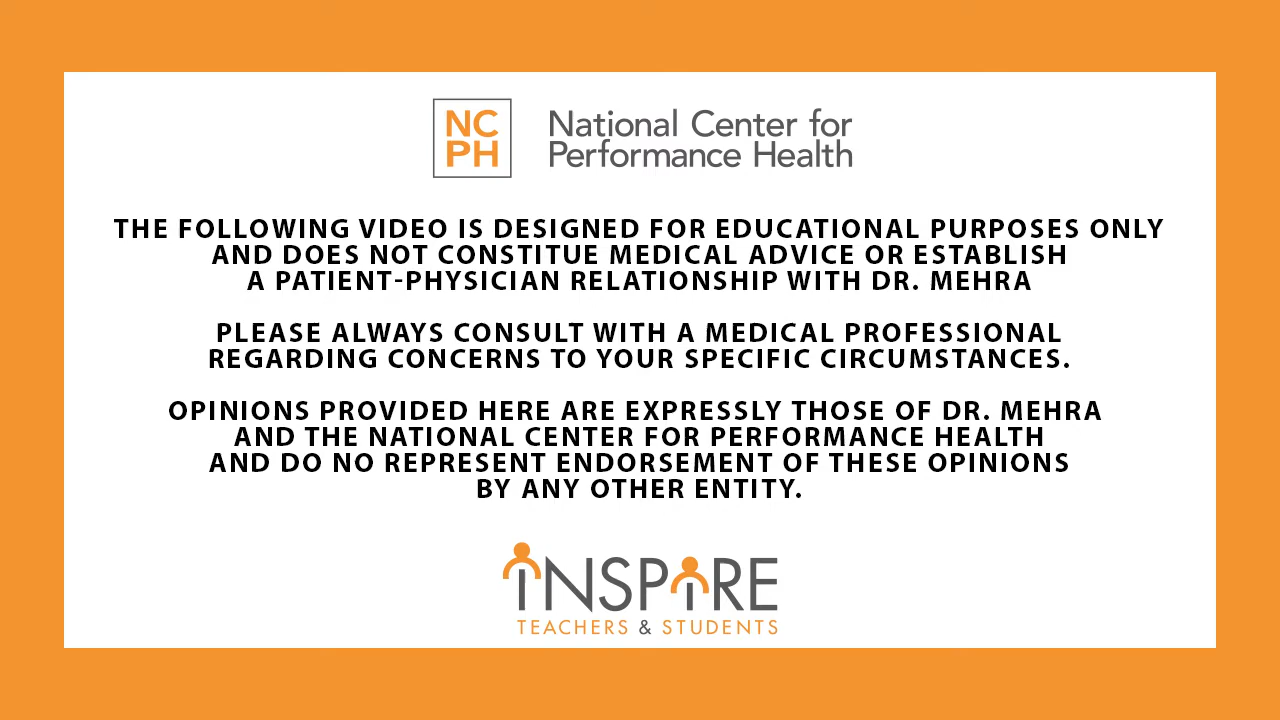 NC
PH
National Center for
Performance Health
THE FOLLOWING VIDEO IS DESIGNED FOR EDUCATIONAL PURPOSES ONLY
AND DOES NOT CONSTITUE MEDICAL ADVICE OR ESTABLISH
A PATIENT-PHYSICIAN RELATIONSHIP WITH DR. MEHRA
PLEASE ALWAYS CONSULT WITH A MEDICAL PROFESSIONAL
REGARDING CONCERNS TO YOUR SPECIFIC CIRCUMSTANCES.
OPINIONS PROVIDED HERE ARE EXPRESSLY THOSE OF DR. MEHRA
AND THE NATIONAL CENTER FOR PERFORMANCE HEALTH
AND DO NO REPRESENT ENDORSEMENT OF THESE OPINIONS
BY ANY OTHER ENTITY.
iNSPiRE
TEACHERS & STUDENTS